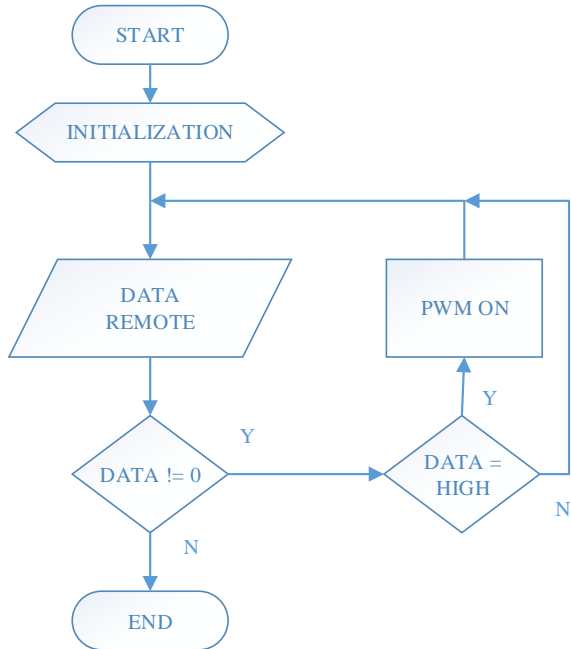 START
INITIALIZATION
DATA
REMOTE
PWM ON
Y
Y
DATA != 0
DATA =
HIGH
N
N
END